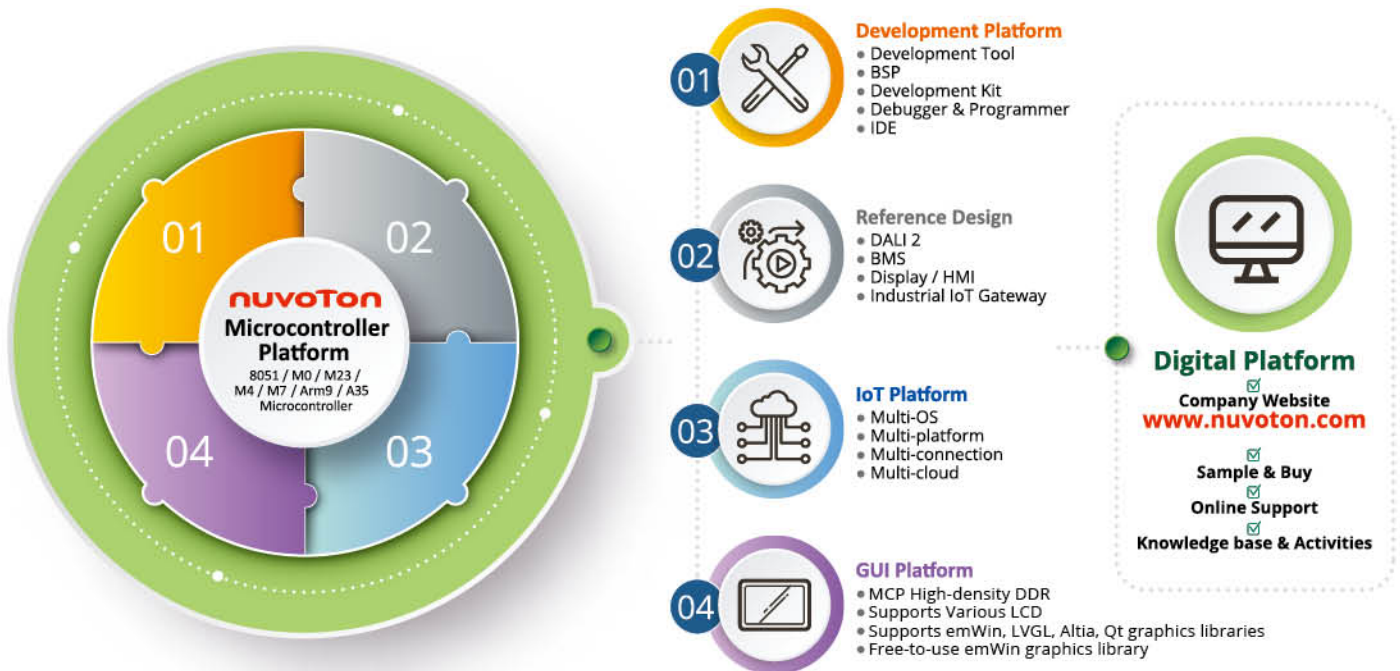 01
02
03
04
nuvoTon
Microcontroller
Platform
8051 / M0 / M23 /
M4 / M7 / Arm9 / A35
Microcontroller
01
Development Platform
• Development Tool
• BSP
• Development Kit
• Debugger & Programmer
• IDE
02
Reference Design
• DALI 2
• BMS
• Display / HMI
• Industrial IoT Gateway
03
IoT Platform
• Multi-OS
• Multi-platform
• Multi-connection
• Multi-cloud
04
GUI Platform
• MCP High-density DDR
• Supports Various LCD
• Supports emWin, LVGL, Altia, Qt graphics libraries
• Free-to-use emWin graphics library
Digital Platform
Company Website
www.nuvoton.com
Sample & Buy
Online Support
Knowledge base & Activities